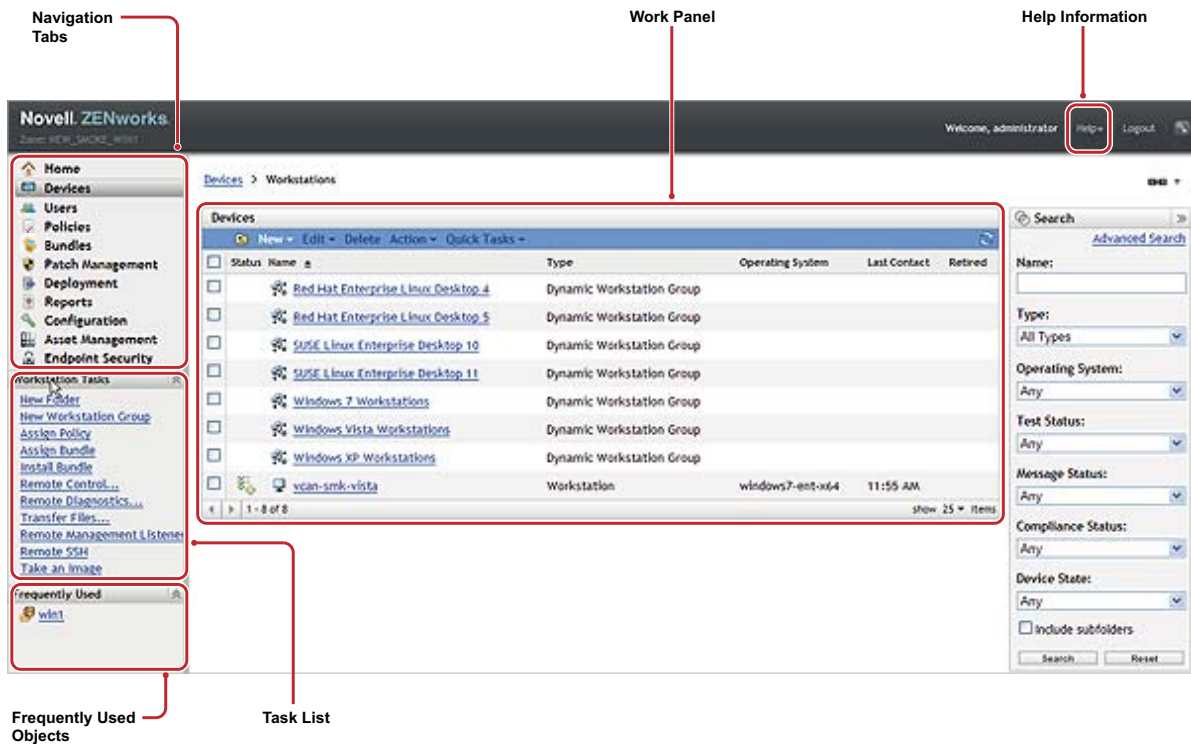 Navigation Tabs
Work Panel
Help Information
Novell ZENworks
Welcome, administrator
Help
Logout
Home
Devices
Users
Policies
Bundles
Patch Management
Deployment
Reports
Configuration
Asset Management
Endpoint Security
Workstation Tasks
New Folder
New Workstation Group
Assign Policy
Assign Bundle
Install Bundle
Remote Control...
Remote Diagnostics...
Transfer Files...
Remote Management Listener
Remote SSH
Take an Image
Frequently Used
win1
Devices > Workstations
Devices
New Edit Delete Action Quick Tasks
Status Name Type Operating System Last Contact Retired
Red Hat Enterprise Linux Desktop 4 Dynamic Workstation Group
Red Hat Enterprise Linux Desktop 5 Dynamic Workstation Group
SUSE Linux Enterprise Desktop 10 Dynamic Workstation Group
SUSE Linux Enterprise Desktop 11 Dynamic Workstation Group
Windows 7 Workstations Dynamic Workstation Group
Windows Vista Workstations Dynamic Workstation Group
Windows XP Workstations Dynamic Workstation Group
vcan-smk-vista Workstation windows7-ent-x64 11:55 AM
1 - 8 of 8 show 25 items
Search
Advanced Search
Name:
Type:
All Types
Operating System:
Any
Test Status:
Any
Message Status:
Any
Compliance Status:
Any
Device State:
Any
Include subfolders
Search Reset
Frequently Used Objects
Task List